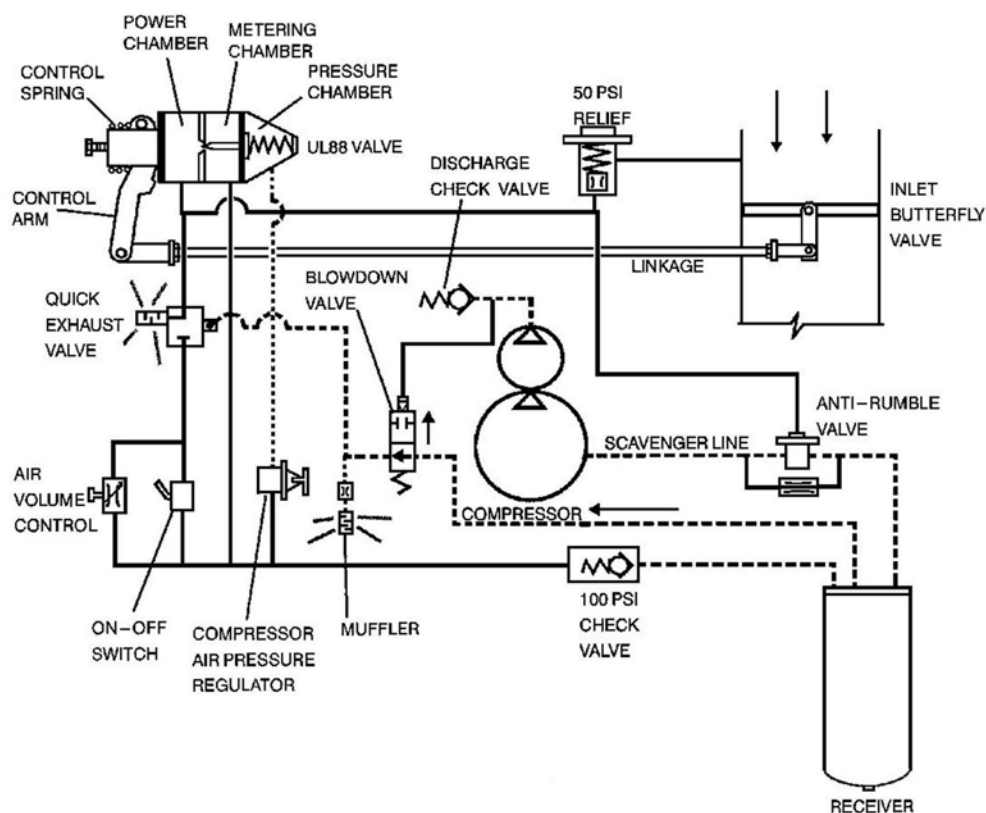 POWER
CHAMBER
METERING
CHAMBER
CONTROL
SPRING
PRESSURE
CHAMBER
UL88 VALVE
50 PSI
RELIEF
DISCHARGE
CHECK VALVE
CONTROL
ARM
INLET
BUTTERFLY
VALVE
LINKAGE
BLOWDOWN
VALVE
QUICK
EXHAUST
VALVE
ANTI-RUMBLE
VALVE
SCAVENGER LINE
AIR
VOLUME
CONTROL
COMPRESSOR
ON-OFF
SWITCH
COMPRESSOR
AIR PRESSURE
REGULATOR
MUFFLER
100 PSI
CHECK
VALVE
RECEIVER